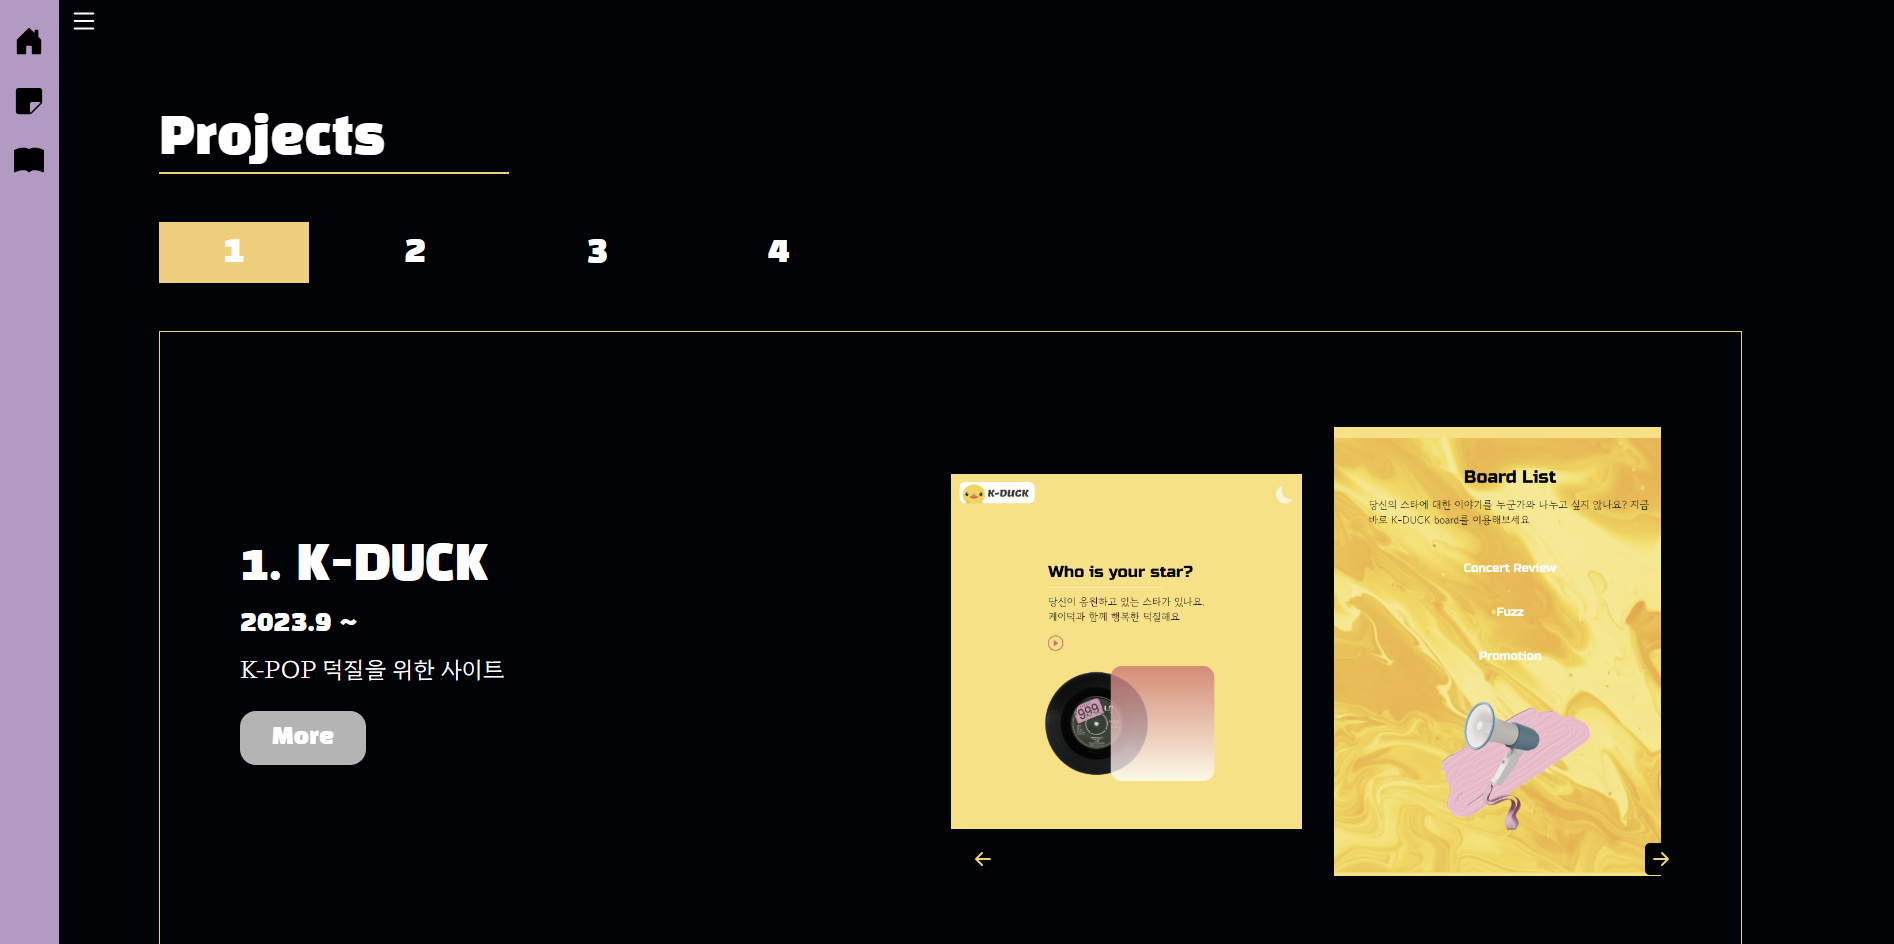 Projects
1
2
3
4
1. K-DUCK
2023.9 ~
K-POP 덕질을 위한 사이트
More
K-DUCK
Who is your star?
당신이 응원하고 있는 스타가 있나요.
케이덕과 함께 행복한 덕질해요
999
Board List
당신의 스타에 대한 이야기를 누군가와 나누고 싶지 않나요? 지금
바로 K-DUCK board를 이용해보세요
Concert Review
Fuzz
Promotion